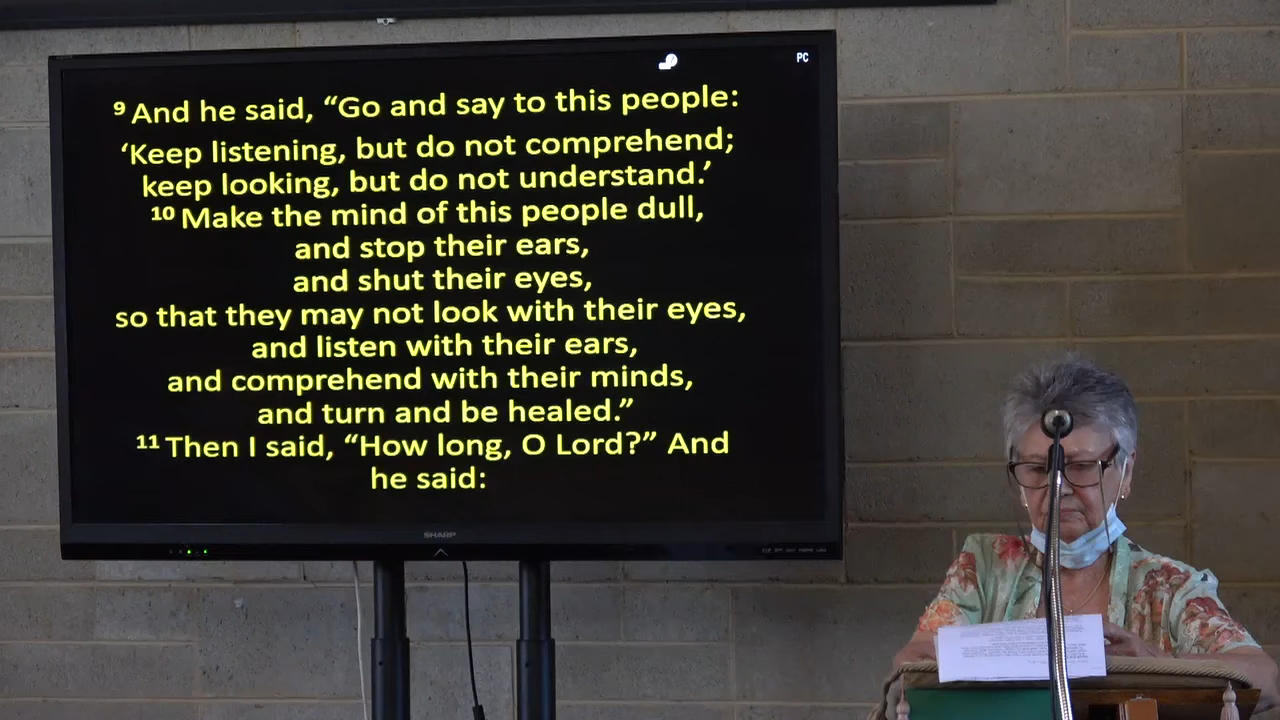 PC
⁹ And he said, “Go and say to this people:
‘Keep listening, but do not comprehend;
keep looking, but do not understand.’
¹⁰ Make the mind of this people dull,
and stop their ears,
and shut their eyes,
so that they may not look with their eyes,
and listen with their ears,
and comprehend with their minds,
and turn and be healed.”
¹¹ Then I said, “How long, O Lord?” And
he said:
SHARP